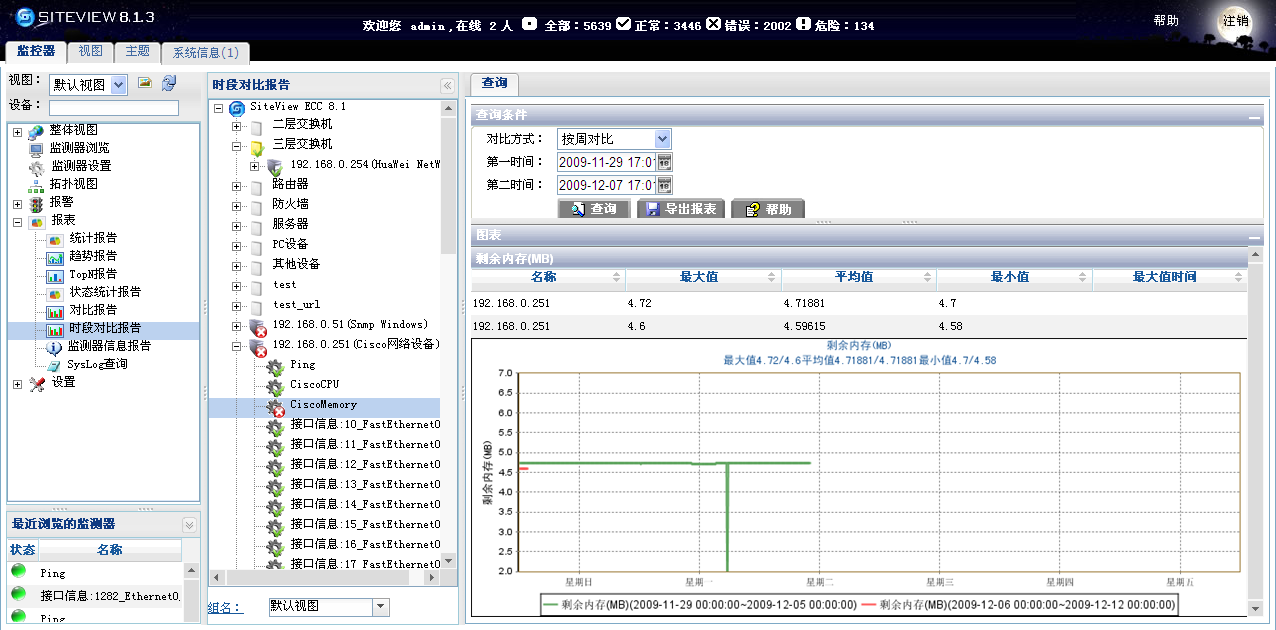 SITEVIEW 8.1.3
欢迎您 admin,在线 2 人 全部：5639 正常：3446 错误：2002 危险：134
帮助 注销
监控器 视图 主题 系统信息(1)
视图： 默认视图
设备：
整体视图
监测器浏览
监测器设置
拓扑视图
报警
报表
统计报告
趋势报告
TopN报告
状态统计报告
对比报告
时段对比报告
监测器信息报告
SysLog查询
设置
最近浏览的监测器
状态 名称
Ping
接口信息:1282_Ethernet0
Ping
时段对比报告
SiteView ECC 8.1
二层交换机
三层交换机
192.168.0.254(HuaWei NetW
路由器
防火墙
服务器
PC设备
其他设备
test
test_url
192.168.0.51(Snmp Windows)
192.168.0.251(Cisco网络设备)
Ping
CiscoCPU
CiscoMemory
接口信息:10_FastEthernet0
接口信息:11_FastEthernet0
接口信息:12_FastEthernet0
接口信息:13_FastEthernet0
接口信息:14_FastEthernet0
接口信息:15_FastEthernet0
接口信息:16_FastEthernet0
接口信息:17_FastEthernet0
组名： 默认视图
查询
查询条件
对比方式： 按周对比
第一时间： 2009-11-29 17:01
第二时间： 2009-12-07 17:01
查询 导出报表 帮助
图表
剩余内存(MB)
名称 最大值 平均值 最小值 最大值时间
192.168.0.251 4.72 4.71881 4.7
192.168.0.251 4.6 4.59615 4.58
剩余内存(MB)
最大值4.72/4.6平均值4.71881/4.71881最小值4.7/4.58
剩余内存(MB)
7.0
6.5
6.0
5.5
5.0
4.5
4.0
3.5
3.0
2.5
2.0
星期日 星期一 星期二 星期三 星期四 星期五
剩余内存(MB)(2009-11-29 00:00:00~2009-12-05 00:00:00) 剩余内存(MB)(2009-12-06 00:00:00~2009-12-12 00:00:00)